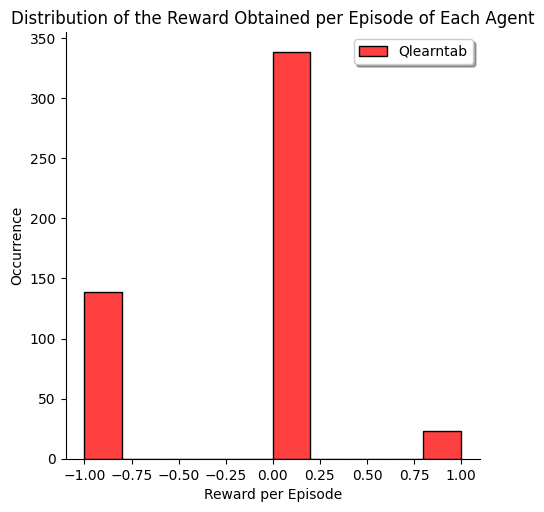 Distribution of the Reward Obtained per Episode of Each Agent
Qlearntab
350
300
250
200
150
100
50
0
Occurrence
−1.00 −0.75 −0.50 −0.25 0.00 0.25 0.50 0.75 1.00
Reward per Episode